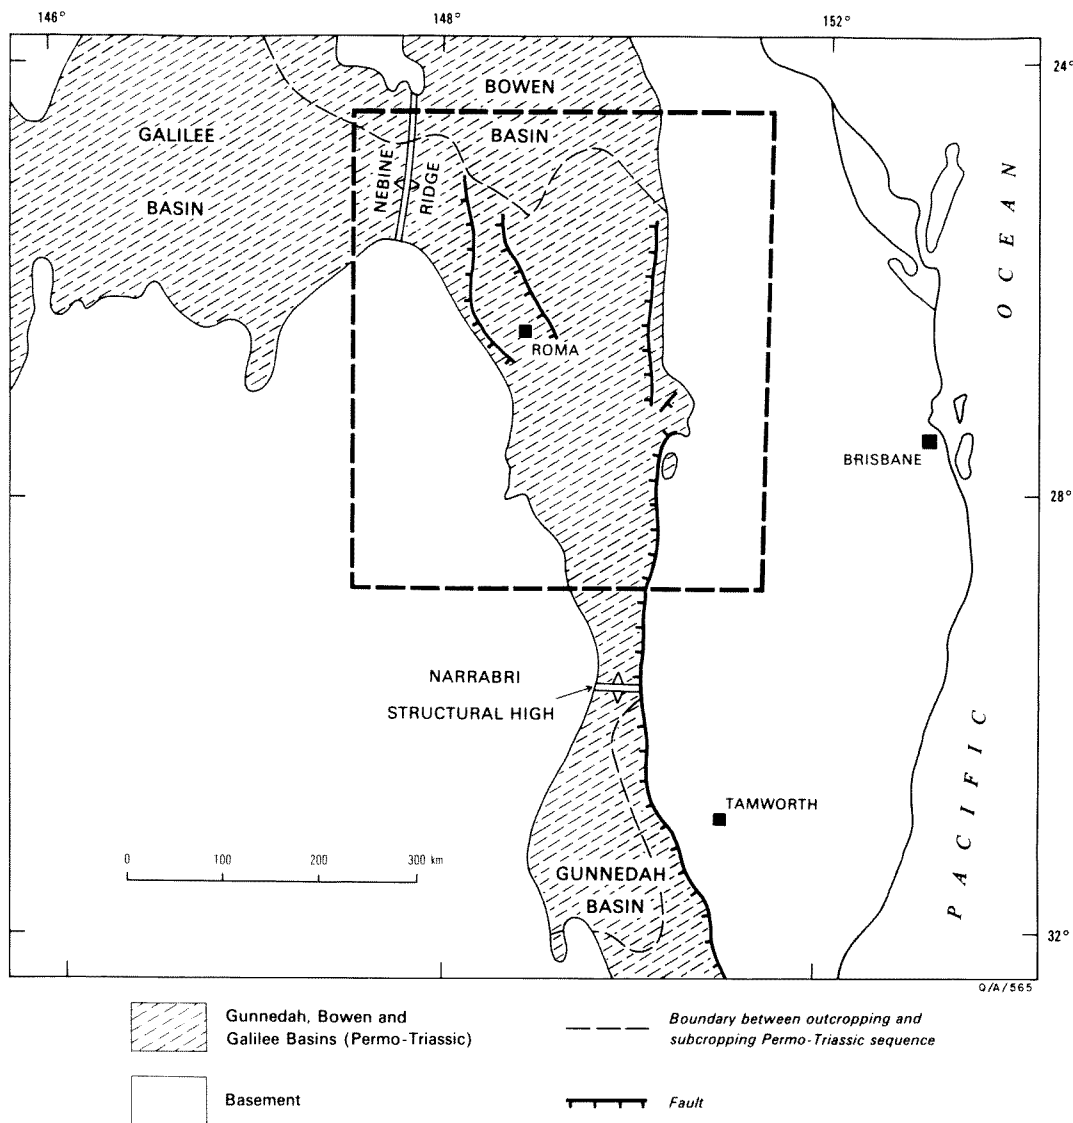 146°
148°
152°
24°
BOWEN
BASIN
GALILEE
BASIN
NEBINE
RIDGE
OCEAN
ROMA
BRISBANE
28°
NARRABRI
STRUCTURAL HIGH
TAMWORTH
PACIFIC
0 100 200 300 km
GUNNEDAH
BASIN
32°
Q/A/565
Gunnedah, Bowen and
Galilee Basins (Permo-Triassic)
Boundary between outcropping and
subcropping Permo-Triassic sequence
Basement
Fault